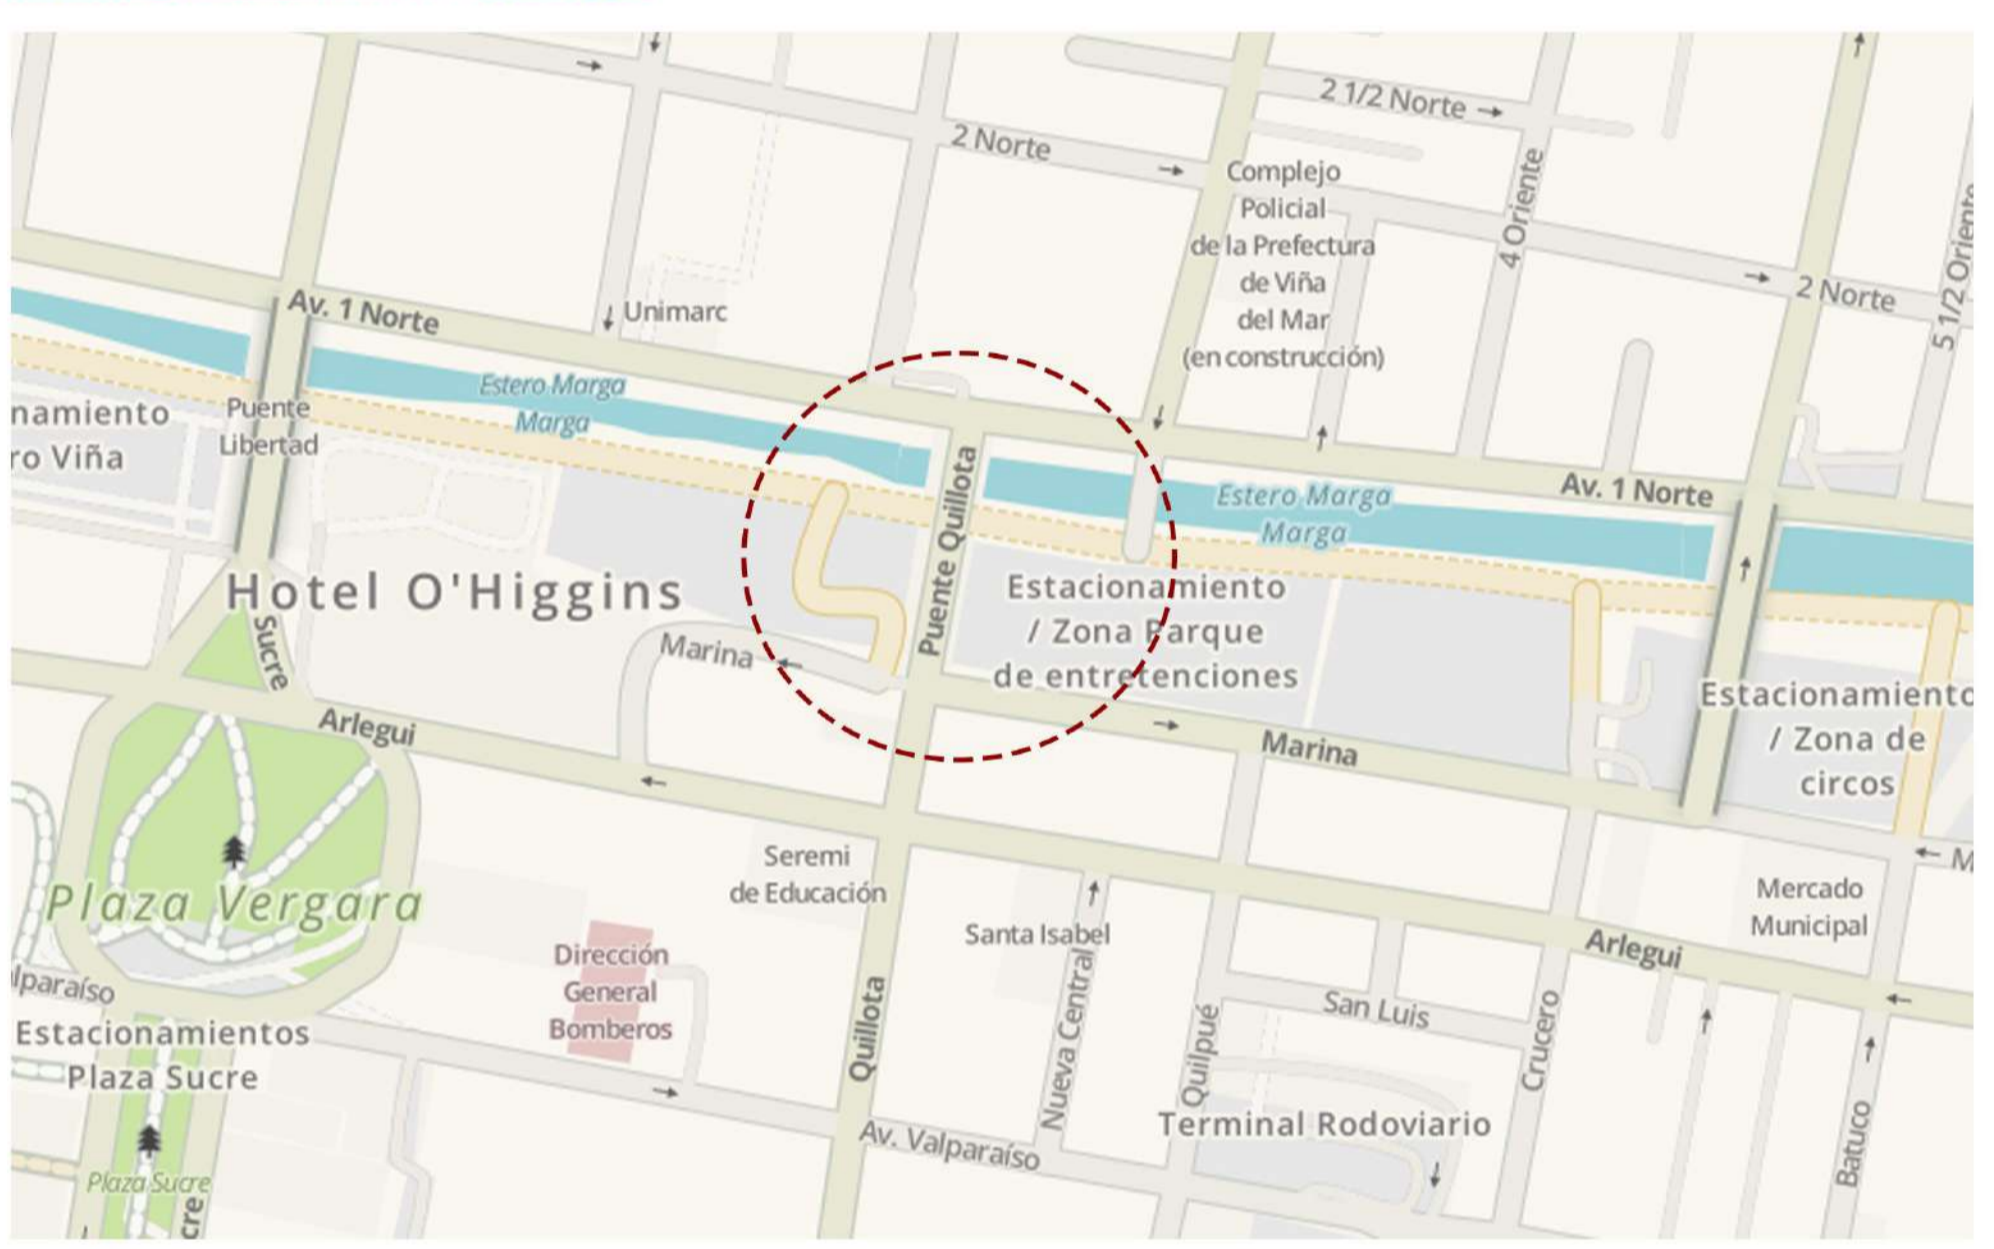 2 1/2 Norte
2 Norte
Complejo
Policial
de la Prefectura
de Viña
del Mar
(en construcción)
4 Oriente
5 1/2 Oriente
2 Norte
Av. 1 Norte
Unimarc
Estero Marga
Marga
Puente
Libertad
namiento
ro Viña
Puente Quillota
Estero Marga
Marga
Av. 1 Norte
Hotel O'Higgins
Sucre
Marina
Estacionamiento
/ Zona Parque
de entretenciones
Estacionamiento
/ Zona de
circos
Arlegui
Marina
M
Plaza Vergara
Seremi
de Educación
Santa Isabel
Mercado
Municipal
Arlegui
Dirección
General
Bomberos
lparaíso
Estacionamientos
Plaza Sucre
Quillota
Nueva Central
Quilpué
San Luis
Crucero
Batuco
Terminal Rodoviario
Av. Valparaíso
Plaza Sucre
cre